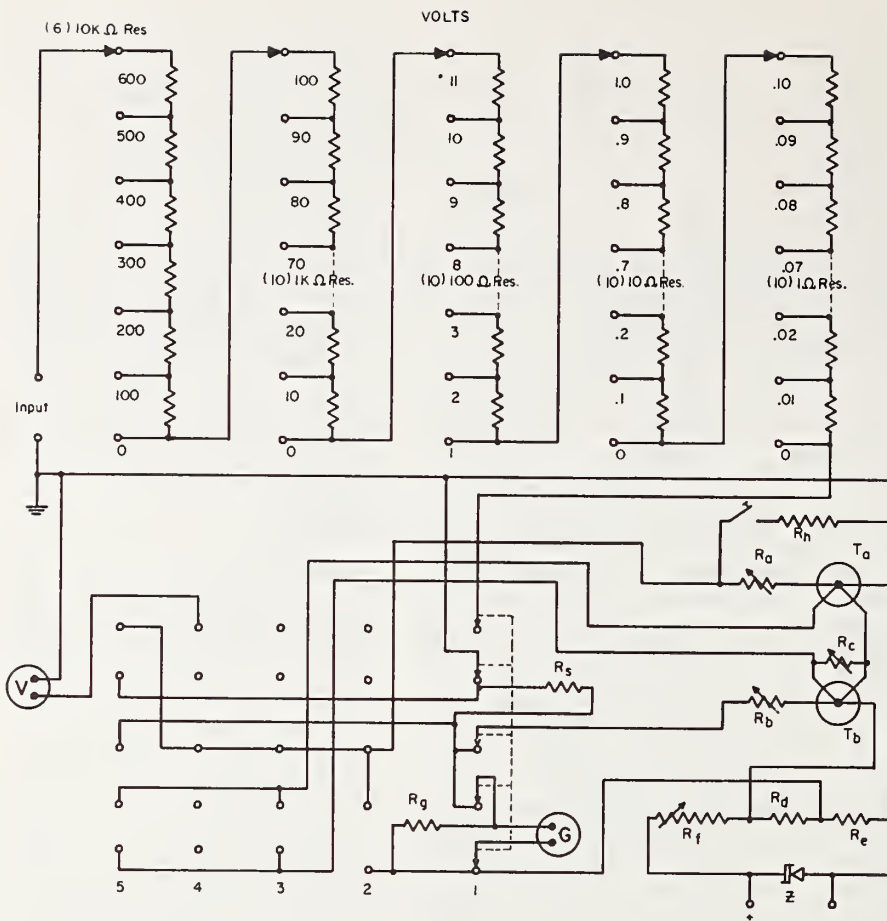 VOLTS
(6) 10K Ω Res
600
500
400
300
200
100
0
100
90
80
70
(10) 1K Ω Res.
20
10
0
11
10
9
8
(10) 100 Ω Res.
3
2
1
1.0
.9
.8
.7
(10) 10 Ω Res.
.2
.1
0
.10
.09
.08
.07
(10) 1Ω Res.
.02
.01
0
Input
Rh
Ra
Ta
Rc
Rs
V
Rb
Tb
Rg
G
Rf
Rd
Re
5
4
3
2
1
Z
+